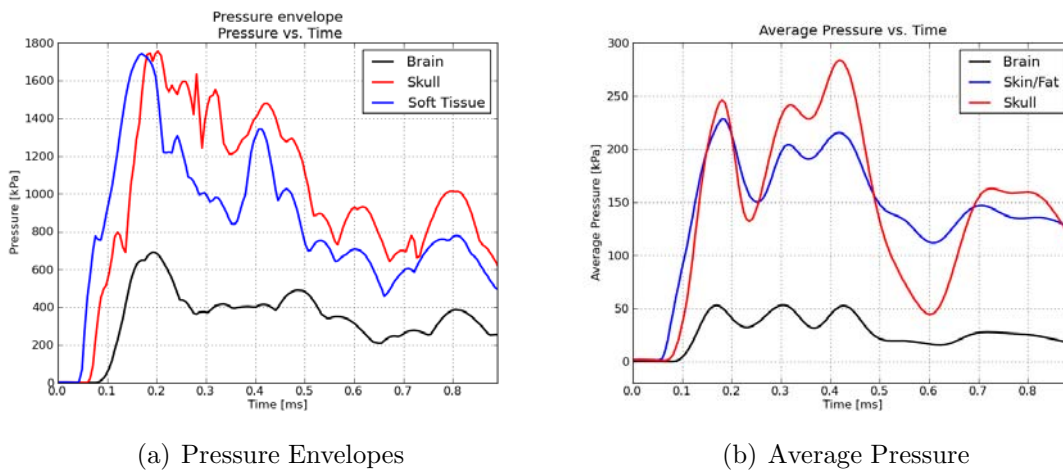 Pressure envelope
Pressure vs. Time
1800
1600
1400
1200
1000
800
600
400
200
0
Pressure [kPa]
Brain
Skull
Soft Tissue
0.0 0.1 0.2 0.3 0.4 0.5 0.6 0.7 0.8
Time [ms]
(a) Pressure Envelopes
Average Pressure vs. Time
300
250
200
150
100
50
0
Average Pressure [kPa]
Brain
Skin/Fat
Skull
0.0 0.1 0.2 0.3 0.4 0.5 0.6 0.7 0.8
Time [ms]
(b) Average Pressure